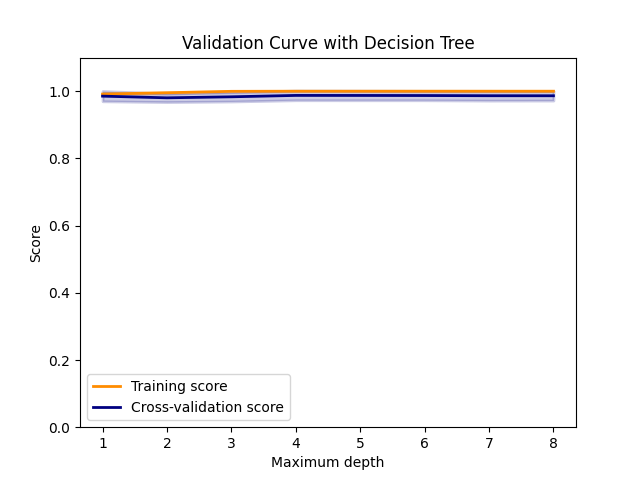 Validation Curve with Decision Tree
1.0
0.8
0.6
0.4
0.2
0.0
Score
Training score
Cross-validation score
1 2 3 4 5 6 7 8
Maximum depth